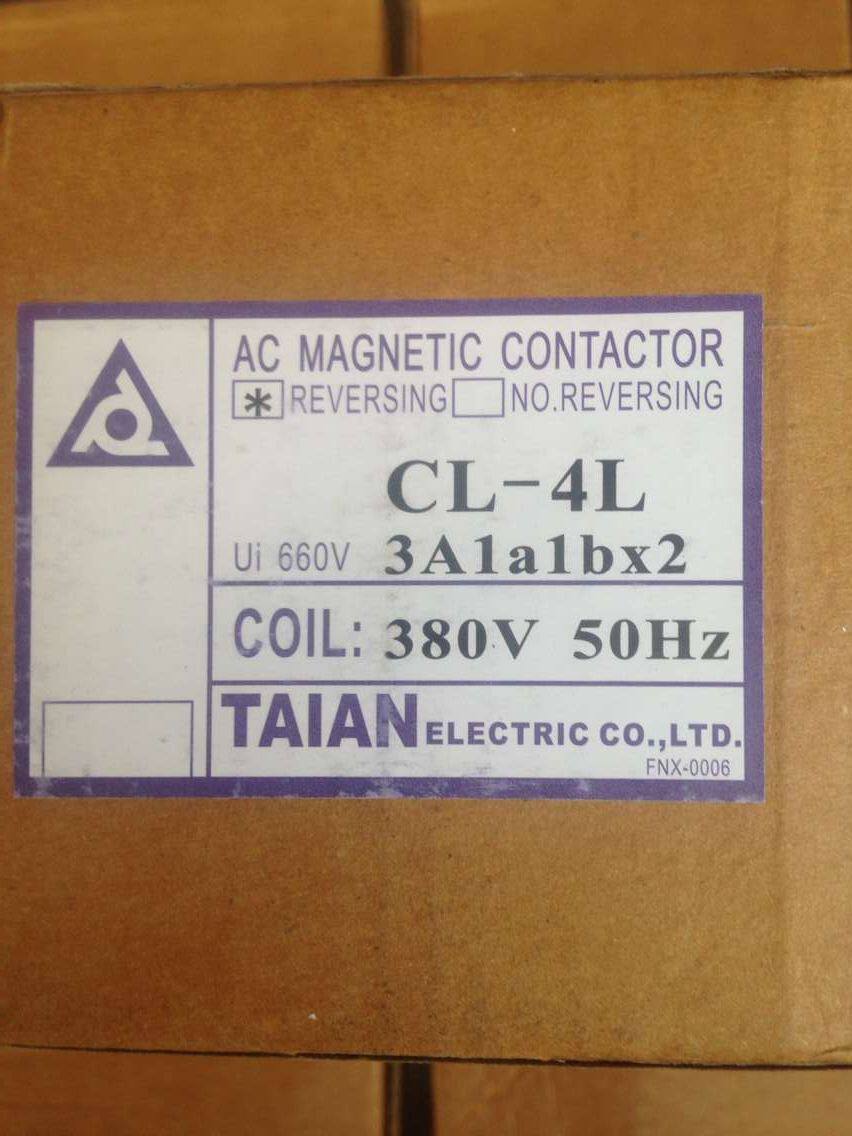 AC MAGNETIC CONTACTOR
* REVERSING NO.REVERSING
CL-4L
Ui 660V 3A1a1bx2
COIL: 380V 50Hz
TAIAN ELECTRIC CO.,LTD.
FNX-0006